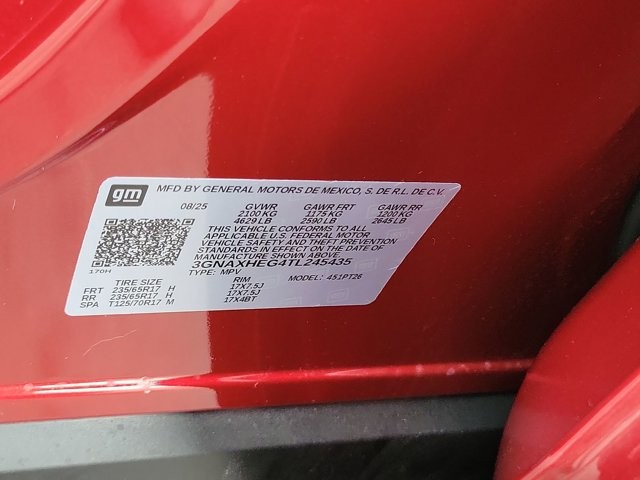 gm MFD BY GENERAL MOTORS DE MEXICO, S. DE R.L. DE C.V.
08/25 GVWR GAWR FRT GAWR RR
2100 KG 1175 KG 1200 KG
4629 LB 2590 LB 2645 LB
THIS VEHICLE CONFORMS TO ALL
APPLICABLE U.S. FEDERAL MOTOR
VEHICLE SAFETY AND THEFT PREVENTION
STANDARDS IN EFFECT ON THE DATE OF
MANUFACTURE SHOWN ABOVE.
3GNAXHEG4TL245435
170H TYPE: MPV MODEL: 451PT26
TIRE SIZE RIM
FRT 235/65R17 H 17X7.5J
RR 235/65R17 H 17X7.5J
SPA T125/70R17 M 17X4BT